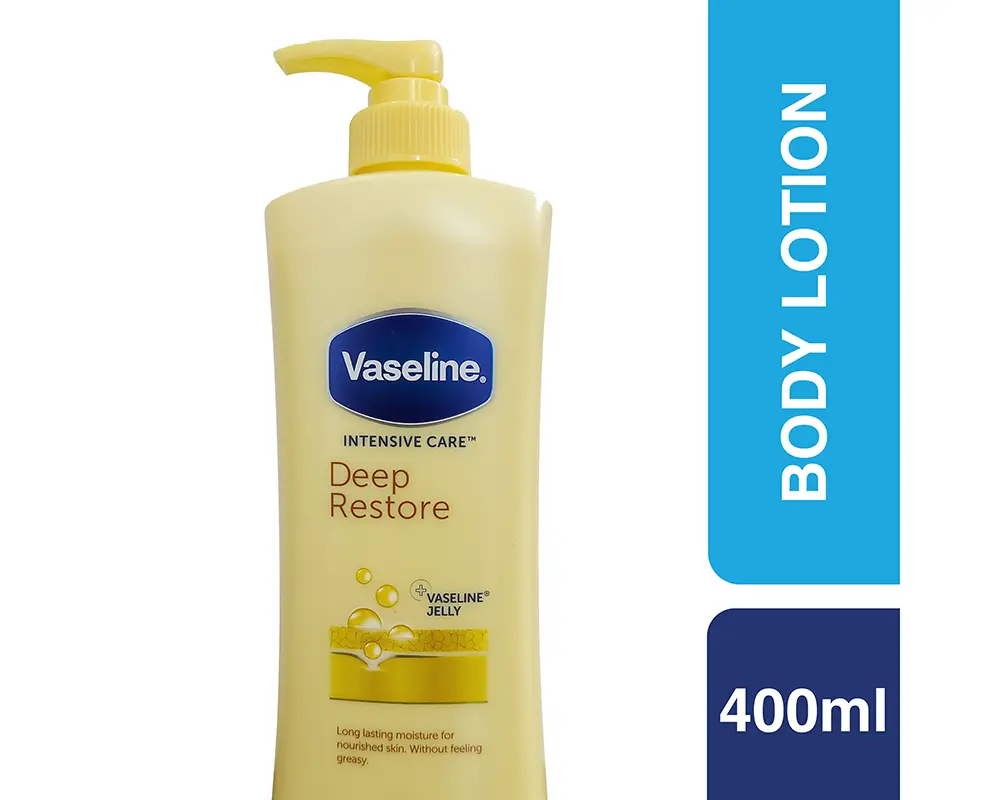 Vaseline®
INTENSIVE CARE™
Deep
Restore
VASELINE®
JELLY
Long lasting moisture for
nourished skin. Without feeling
greasy.
BODY LOTION
400ml